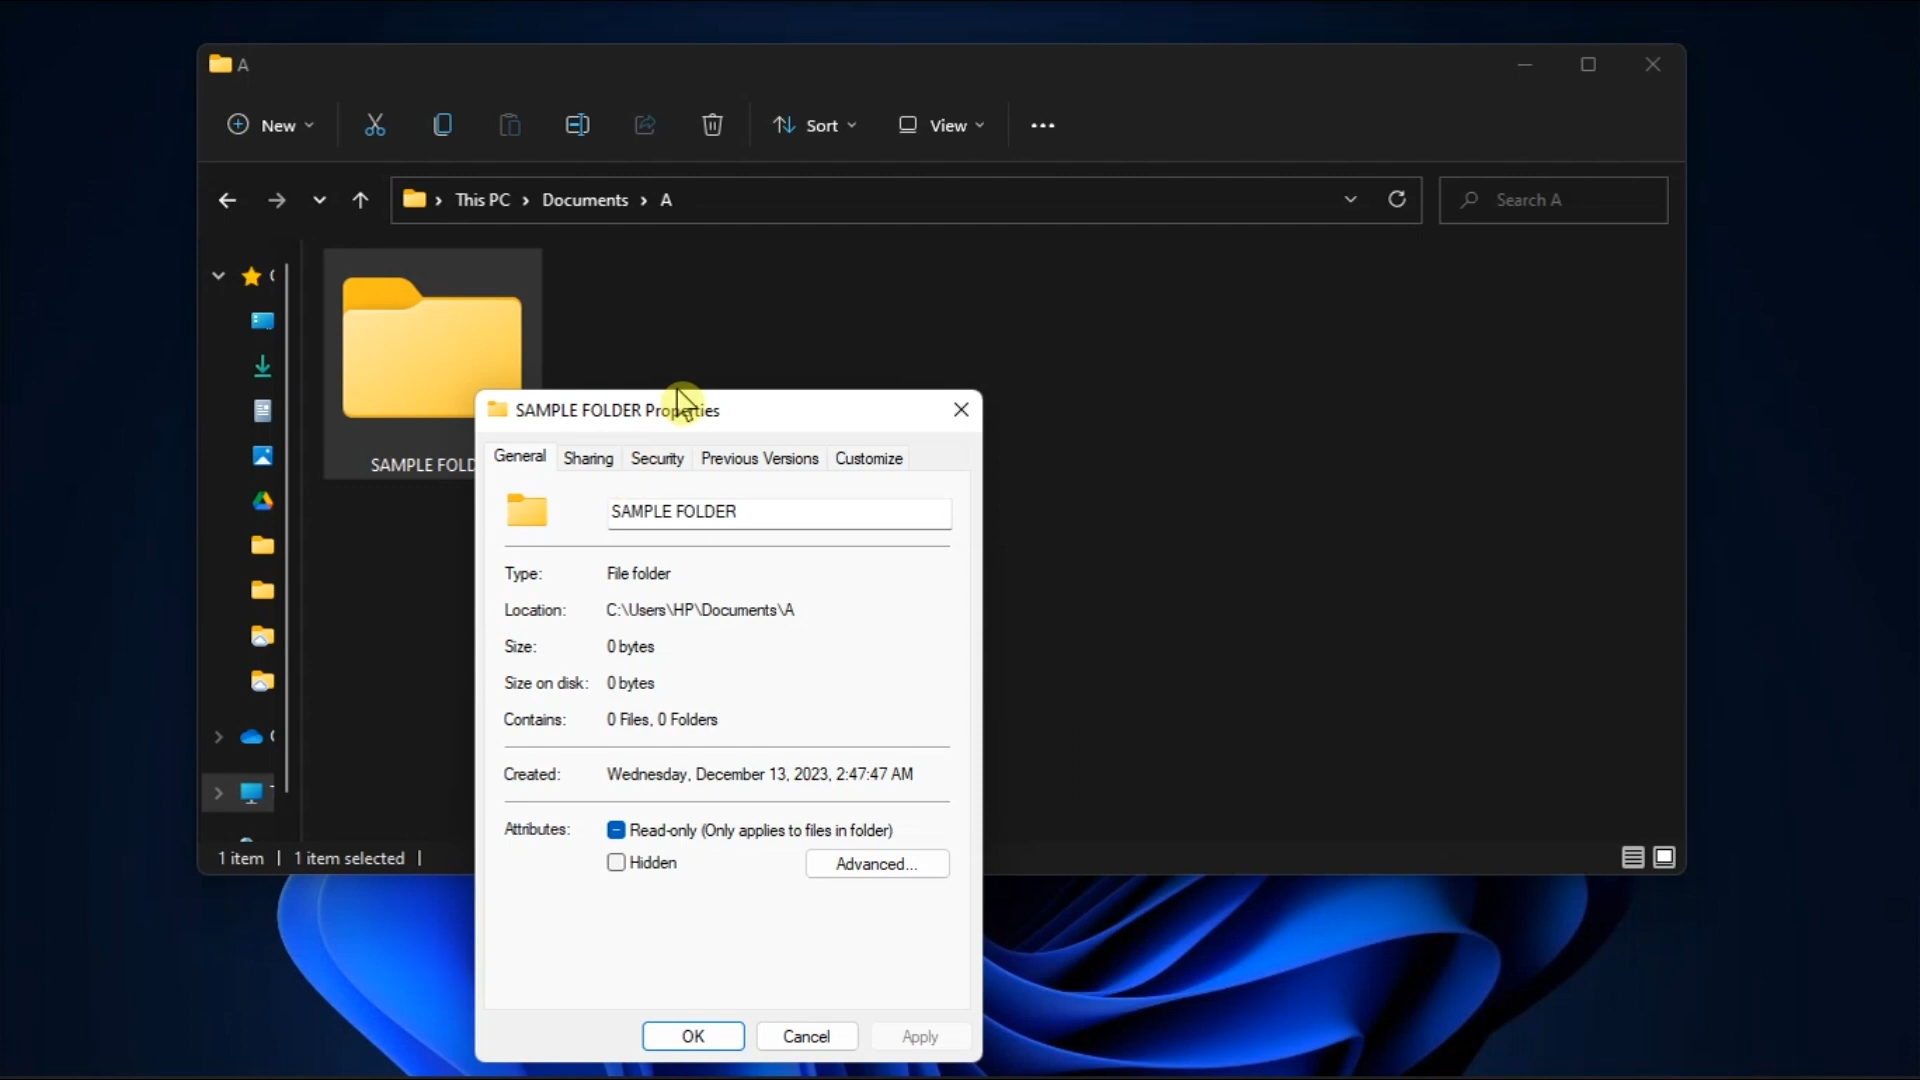 A
New
Sort
View
This PC > Documents > A
Search A
SAMPLE FOLD
SAMPLE FOLDER Properties
General Sharing Security Previous Versions Customize
SAMPLE FOLDER
Type: File folder
Location: C:\Users\HP\Documents\A
Size: 0 bytes
Size on disk: 0 bytes
Contains: 0 Files, 0 Folders
Created: Wednesday, December 13, 2023, 2:47:47 AM
Attributes: Read-only (Only applies to files in folder)
Hidden
Advanced...
1 item | 1 item selected |
OK Cancel Apply